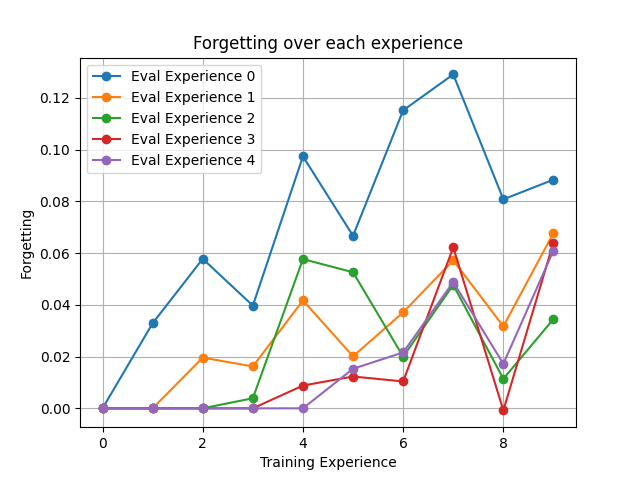 Forgetting over each experience
Eval Experience 0
Eval Experience 1
Eval Experience 2
Eval Experience 3
Eval Experience 4
0.12
0.10
0.08
0.06
0.04
0.02
0.00
Forgetting
0 2 4 6 8
Training Experience